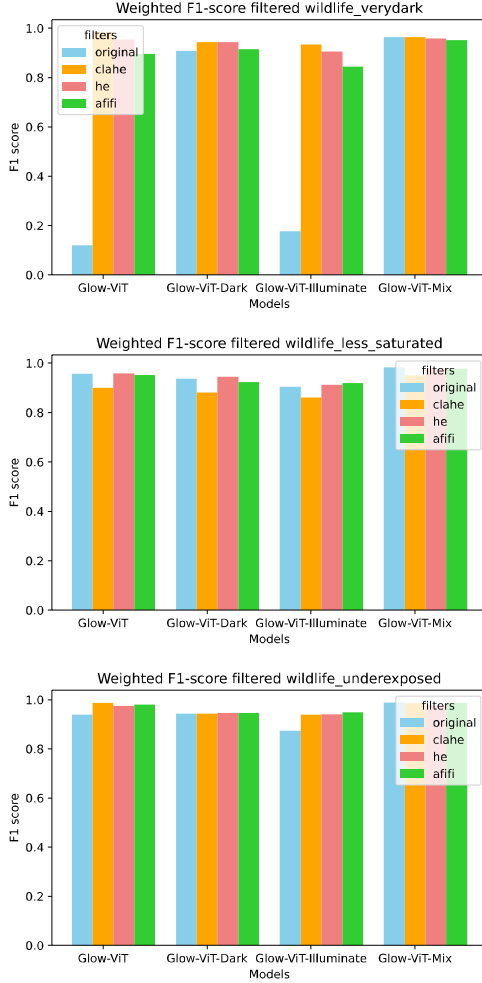 Weighted F1-score filtered wildlife_verydark
filters
original
clahe
he
afifi
1.0
0.8
0.6
0.4
0.2
0.0
F1 score
Glow-ViT Glow-ViT-Dark Glow-ViT-Illuminate Glow-ViT-Mix
Models
Weighted F1-score filtered wildlife_less_saturated
filters
original
clahe
he
afifi
1.0
0.8
0.6
0.4
0.2
0.0
F1 score
Glow-ViT Glow-ViT-Dark Glow-ViT-Illuminate Glow-ViT-Mix
Models
Weighted F1-score filtered wildlife_underexposed
filters
original
clahe
he
afifi
1.0
0.8
0.6
0.4
0.2
0.0
F1 score
Glow-ViT Glow-ViT-Dark Glow-ViT-Illuminate Glow-ViT-Mix
Models